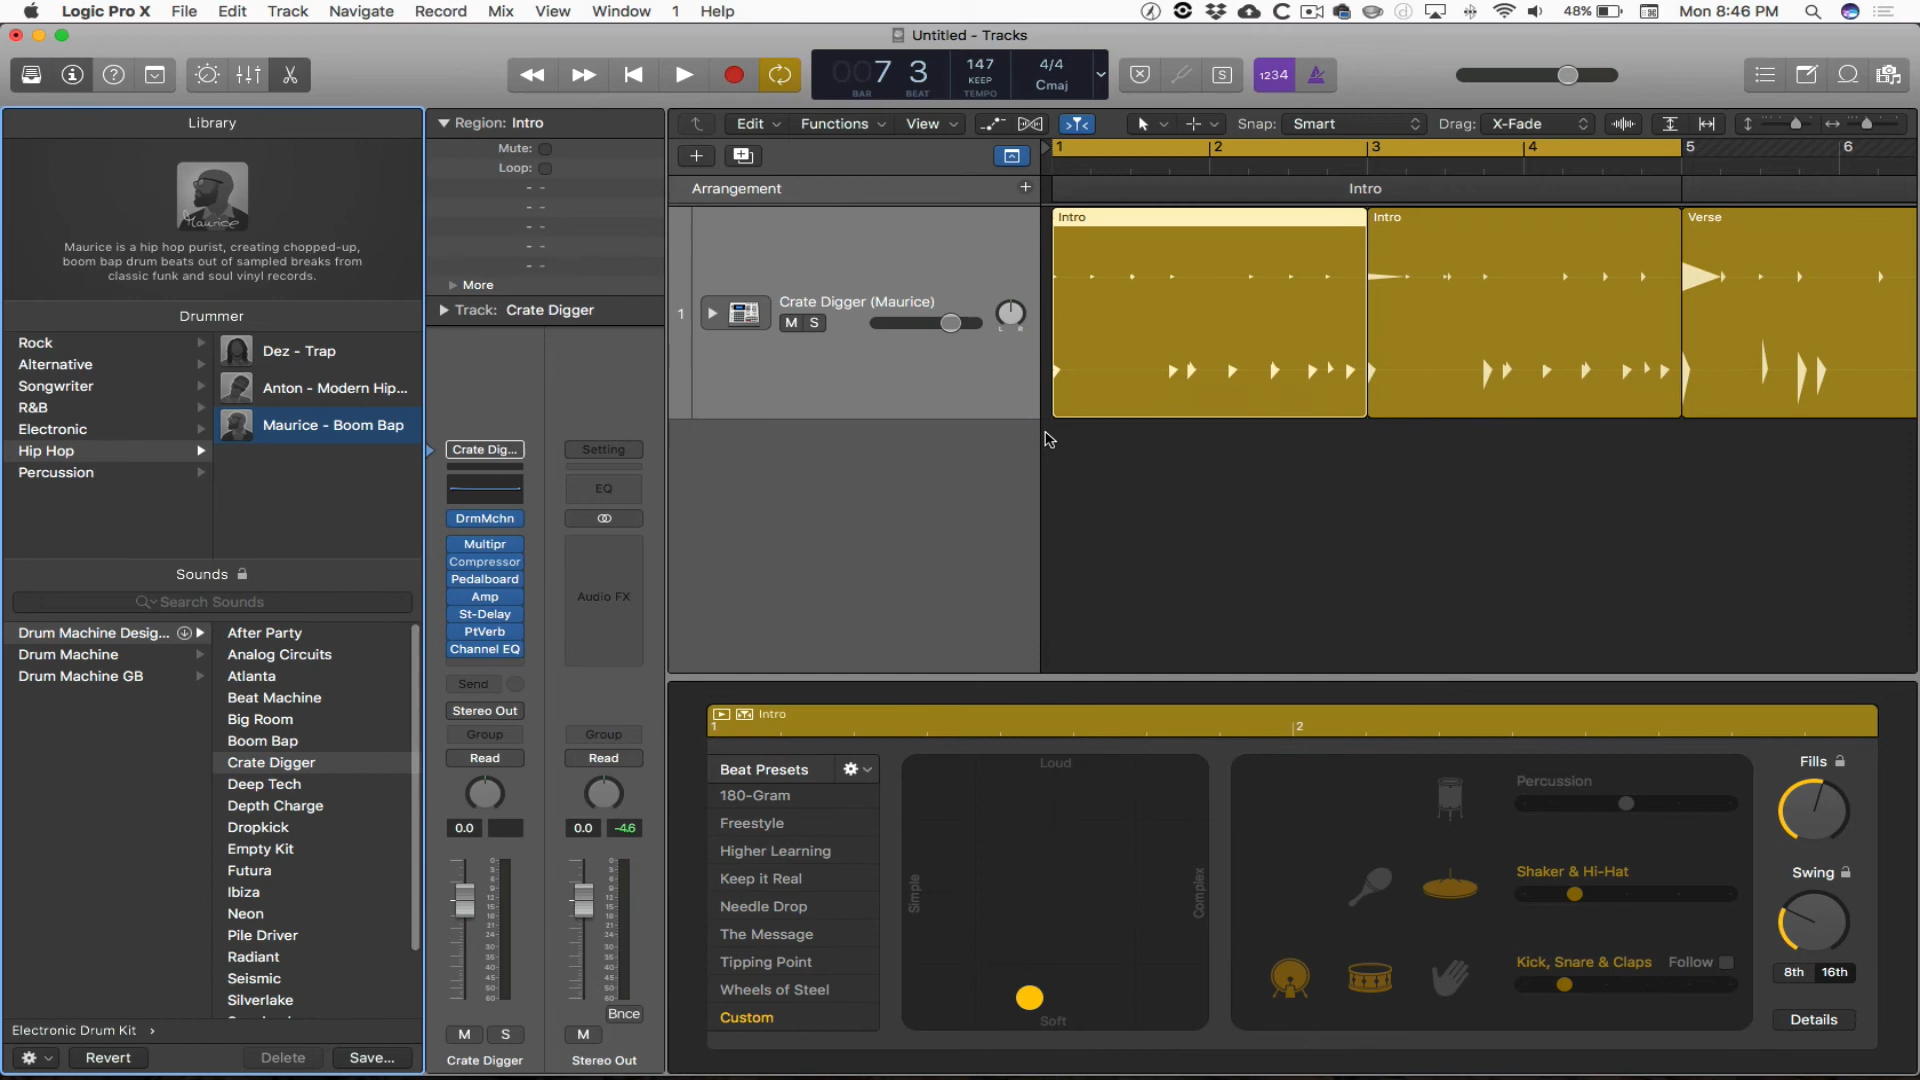 Logic Pro X File Edit Track Navigate Record Mix View Window 1 Help
48% Mon 8:46 PM
Untitled - Tracks
007 3
BAR BEAT
147
KEEP
TEMPO
4/4
Cmaj
S
1234
Library
Maurice
Maurice is a hip hop purist, creating chopped-up,
boom bap drum beats out of sampled breaks from
classic funk and soul vinyl records.
Drummer
Rock
Alternative
Songwriter
R&B
Electronic
Hip Hop
Percussion
Dez - Trap
Anton - Modern Hip...
Maurice - Boom Bap
Sounds
Search Sounds
Drum Machine Desig...
Drum Machine
Drum Machine GB
After Party
Analog Circuits
Atlanta
Beat Machine
Big Room
Boom Bap
Crate Digger
Deep Tech
Depth Charge
Dropkick
Empty Kit
Futura
Ibiza
Neon
Pile Driver
Radiant
Seismic
Silverlake
Electronic Drum Kit
Revert Delete Save...
Region: Intro
Mute:
Loop:
More
Track: Crate Digger
Crate Dig...
DrmMchn
Multipr
Compressor
Pedalboard
Amp
St-Delay
PtVerb
Channel EQ
Send
Stereo Out
Group
Read
0.0
M S
Crate Digger
Setting
EQ
Audio FX
Group
Read
0.0 -4.6
Bnce
M
Stereo Out
Edit Functions View Snap: Smart Drag: X-Fade
1 2 3 4 5 6
Arrangement
Intro
1
Crate Digger (Maurice)
M S
L R
Intro Intro Verse
Intro
1 2
Beat Presets
180-Gram
Freestyle
Higher Learning
Keep it Real
Needle Drop
The Message
Tipping Point
Wheels of Steel
Custom
Loud
Simple
Complex
Soft
Percussion
Shaker & Hi-Hat
Kick, Snare & Claps Follow
Fills
Swing
8th 16th
Details